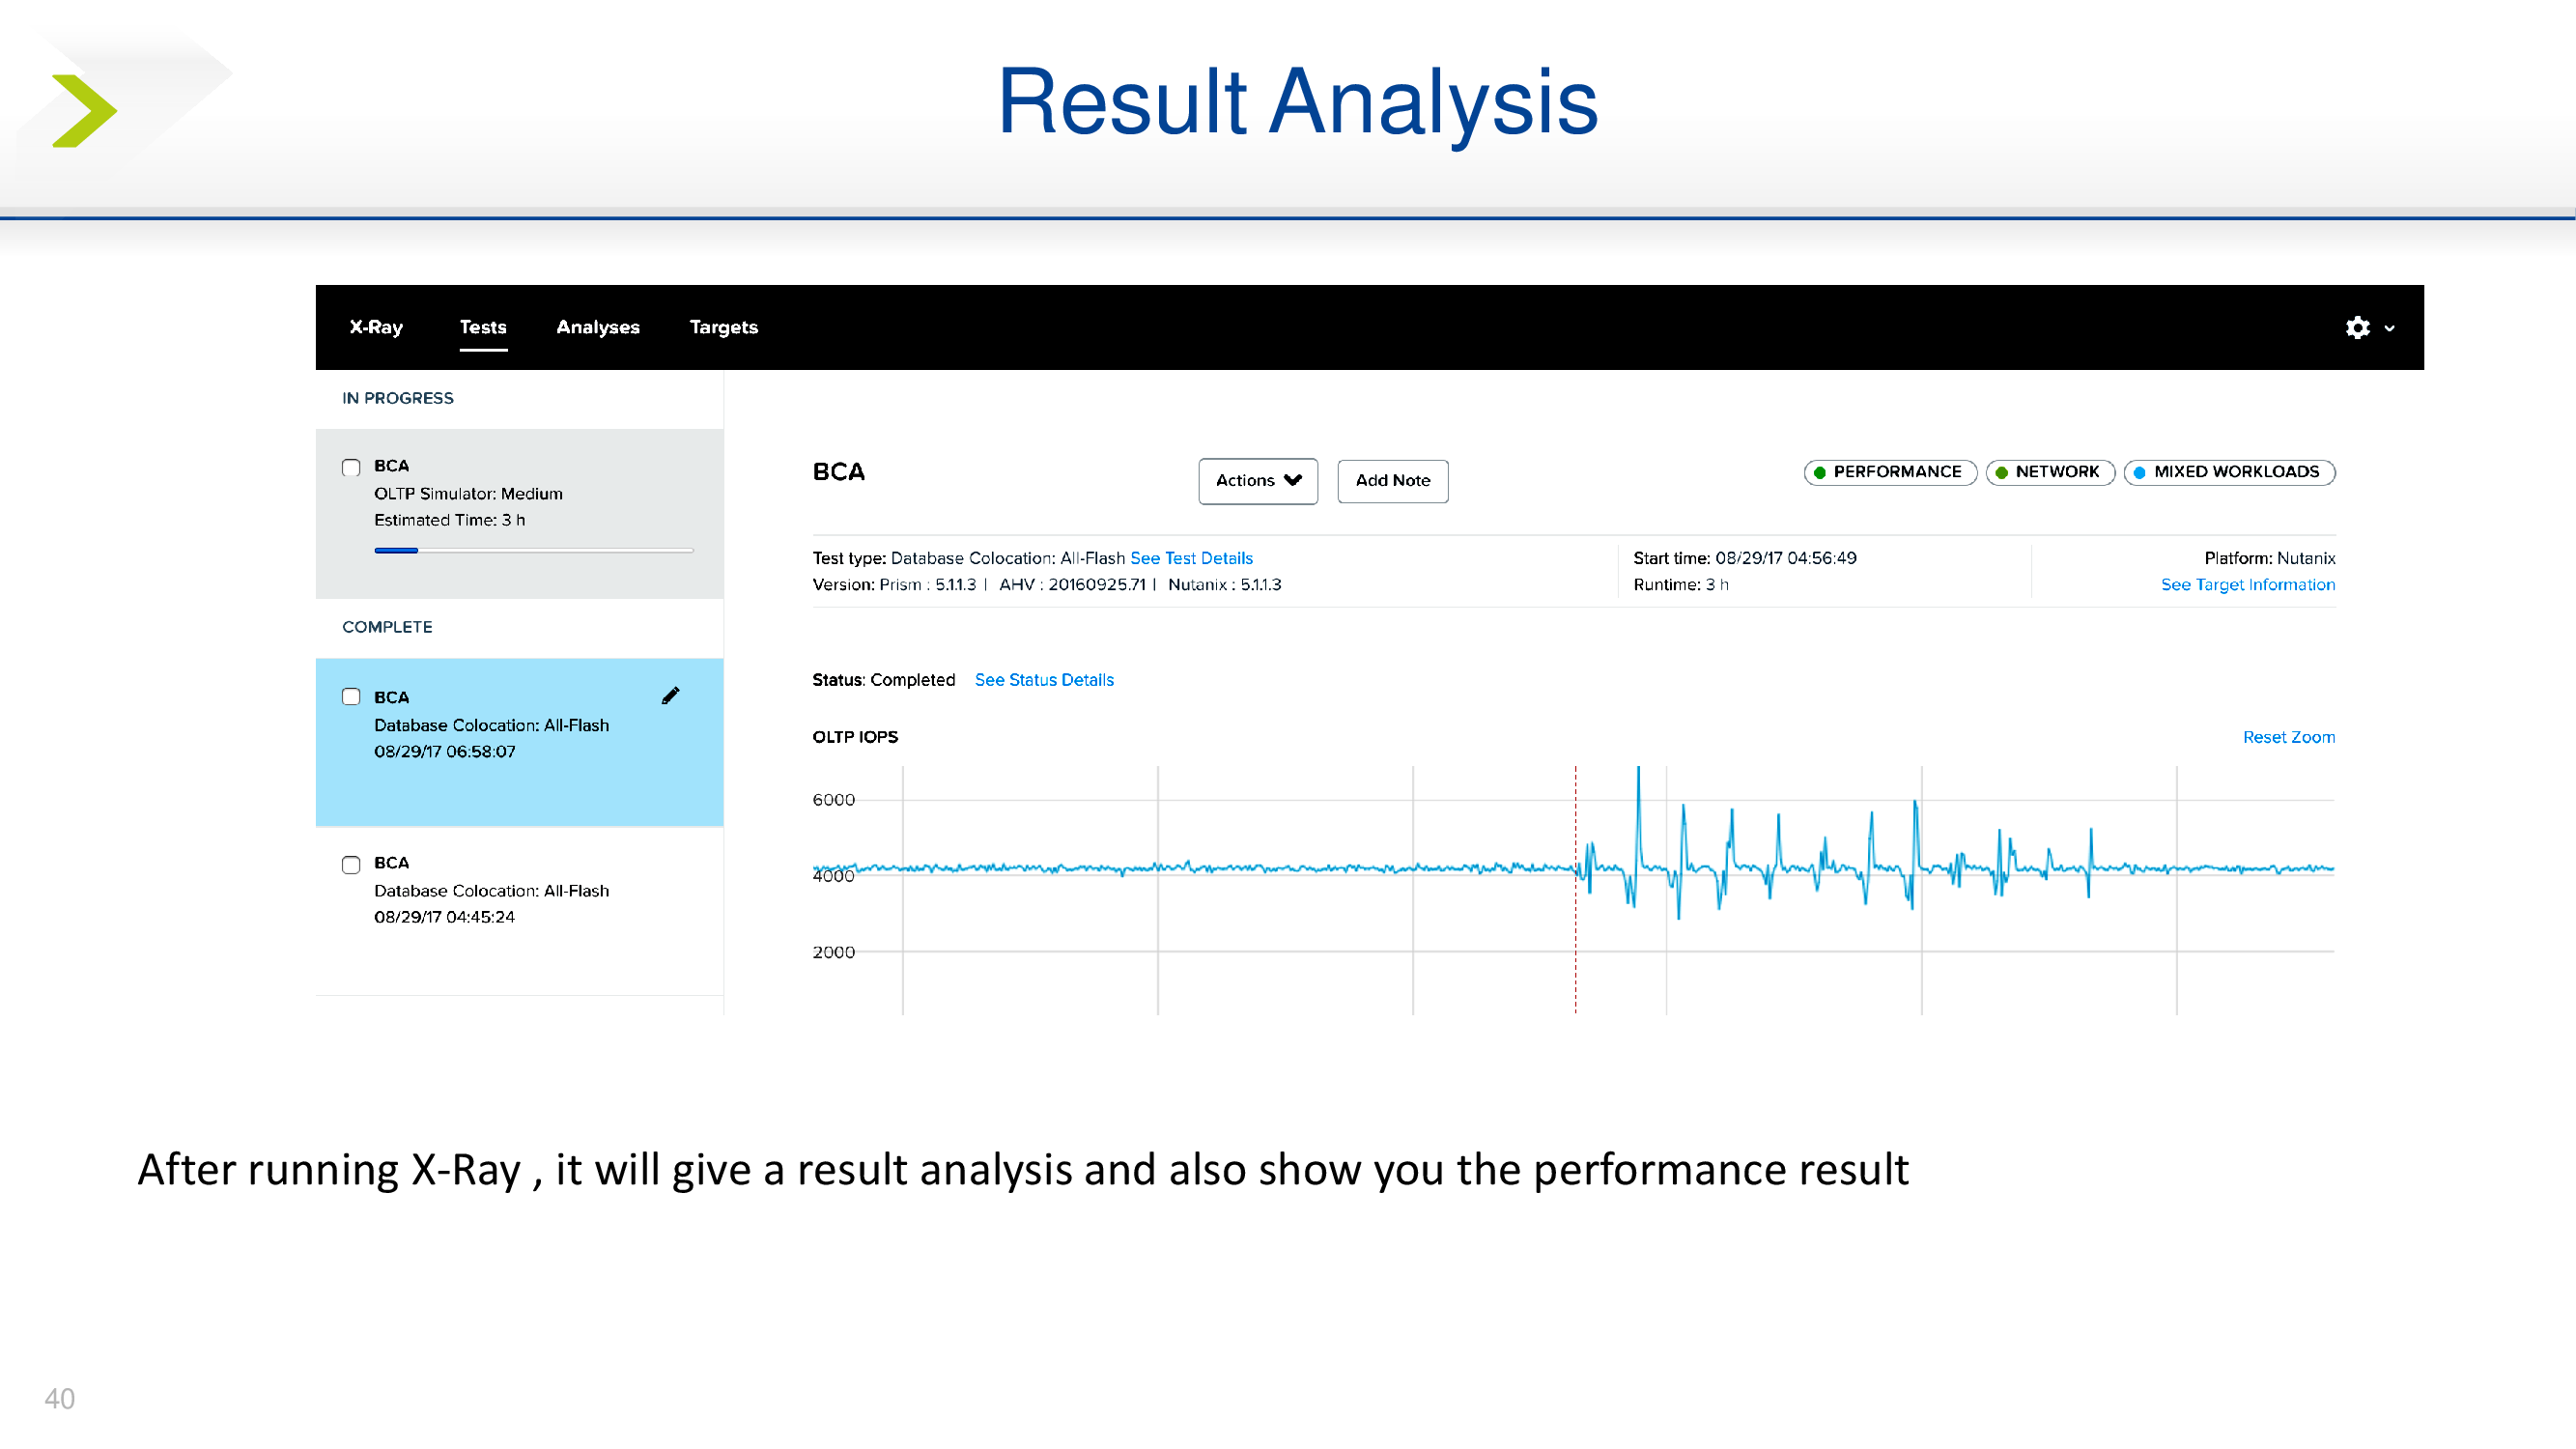 Result Analysis
X-Ray Tests Analyses Targets
IN PROGRESS
BCA
OLTP Simulator: Medium
Estimated Time: 3 h
COMPLETE
BCA
Database Colocation: All-Flash
08/29/17 06:58:07
BCA
Database Colocation: All-Flash
08/29/17 04:45:24
BCA Actions Add Note PERFORMANCE NETWORK MIXED WORKLOADS
Test type: Database Colocation: All-Flash See Test Details Start time: 08/29/17 04:56:49 Platform: Nutanix
Version: Prism : 5.1.1.3 | AHV : 20160925.71 | Nutanix : 5.1.1.3 Runtime: 3 h See Target Information
Status: Completed See Status Details
OLTP IOPS Reset Zoom
6000
4000
2000
After running X-Ray , it will give a result analysis and also show you the performance result
40